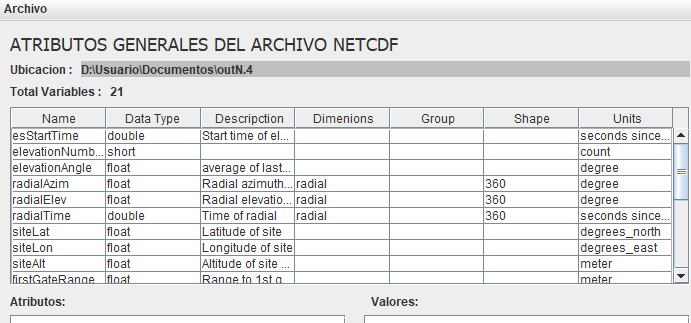 Archivo
ATRIBUTOS GENERALES DEL ARCHIVO NETCDF
Ubicacion : D:\Usuario\Documentos\outN.4
Total Variables : 21
Name Data Type Descripction Dimenions Group Shape Units
esStartTime double Start time of el... seconds since...
elevationNumb... short count
elevationAngle float average of last... degree
radialAzim float Radial azimuth... radial 360 degree
radialElev float Radial elevatio... radial 360 degree
radialTime double Time of radial radial 360 seconds since...
siteLat float Latitude of site degrees_north
siteLon float Longitude of site degrees_east
siteAlt float Altitude of site ... meter
firstGateRange float Range to 1st g... meter
Atributos: Valores: